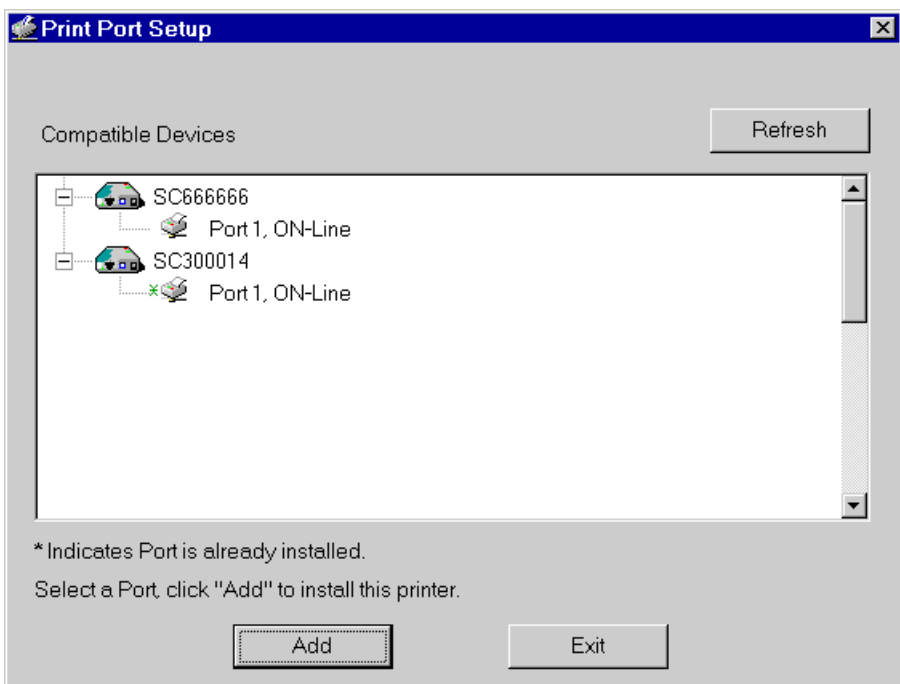 Print Port Setup
Compatible Devices
Refresh
SC666666
Port 1, ON-Line
SC300014
* Port 1, ON-Line
* Indicates Port is already installed.
Select a Port, click "Add" to install this printer.
Add
Exit